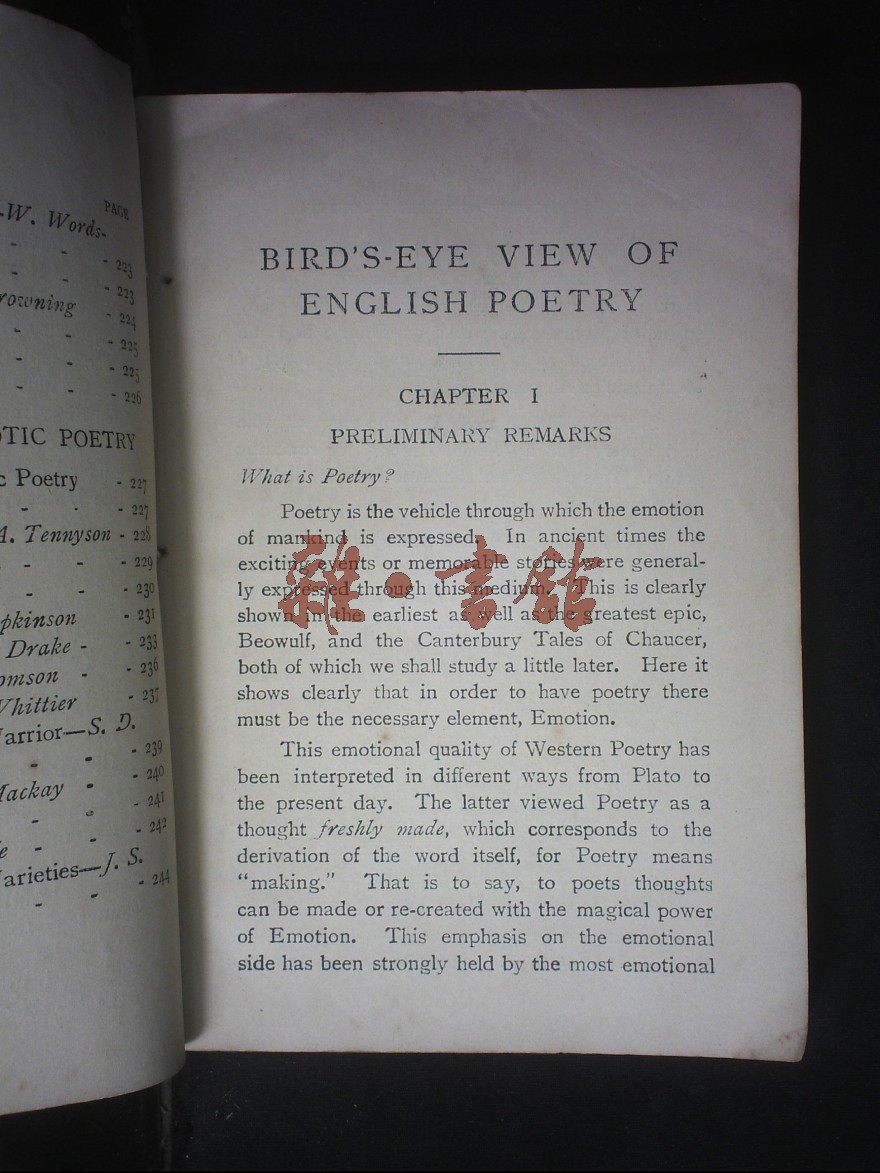 PAGE
-W. Words-
- - - 223
- - - 223
rowning - 224
- - - 225
- - - 225
- - - 226
OTIC POETRY
c Poetry - 227
- - - 227
A. Tennyson - 228
- - - 229
- - - 230
pkinson - 231
Drake - - 233
omson - - 236
Whittier - 237
arrior—S. D.
- - - 239
Mackay - - 240
- - - 241
e - - - 242
arieties—J. S.
- - - 244
BIRD'S-EYE VIEW OF
ENGLISH POETRY
CHAPTER I
PRELIMINARY REMARKS
What is Poetry?
Poetry is the vehicle through which the emotion
of mankind is expressed. In ancient times the
exciting events or memorable stories were general-
ly expressed through this medium. This is clearly
shown in the earliest as well as the greatest epic,
Beowulf, and the Canterbury Tales of Chaucer,
both of which we shall study a little later. Here it
shows clearly that in order to have poetry there
must be the necessary element, Emotion.
This emotional quality of Western Poetry has
been interpreted in different ways from Plato to
the present day. The latter viewed Poetry as a
thought freshly made, which corresponds to the
derivation of the word itself, for Poetry means
“making.” That is to say, to poets thoughts
can be made or re-created with the magical power
of Emotion. This emphasis on the emotional
side has been strongly held by the most emotional
雜·書館